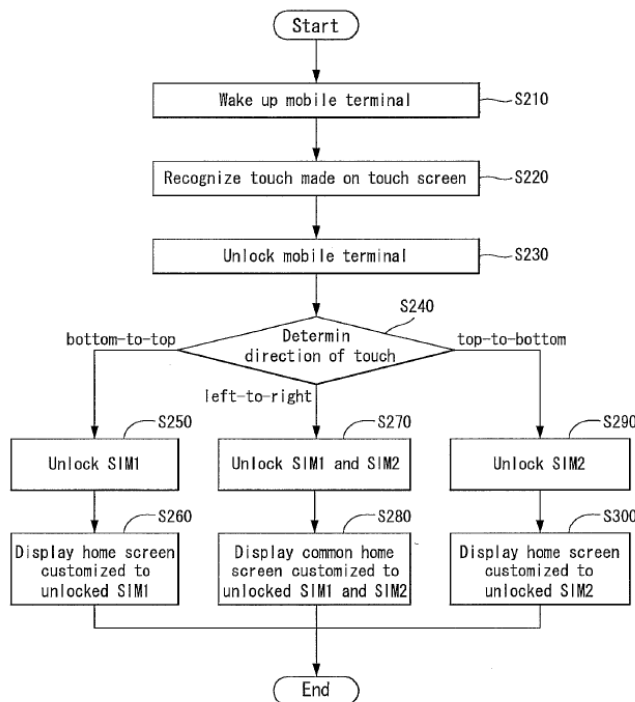 Start
Wake up mobile terminal
S210
Recognize touch made on touch screen
S220
Unlock mobile terminal
S230
S240
Determin
direction of touch
bottom-to-top
top-to-bottom
left-to-right
S250
Unlock SIM1
S270
Unlock SIM1 and SIM2
S290
Unlock SIM2
S260
Display home screen
customized to
unlocked SIM1
S280
Display common home
screen customized to
unlocked SIM1 and SIM2
S300
Display home screen
customized to
unlocked SIM2
End